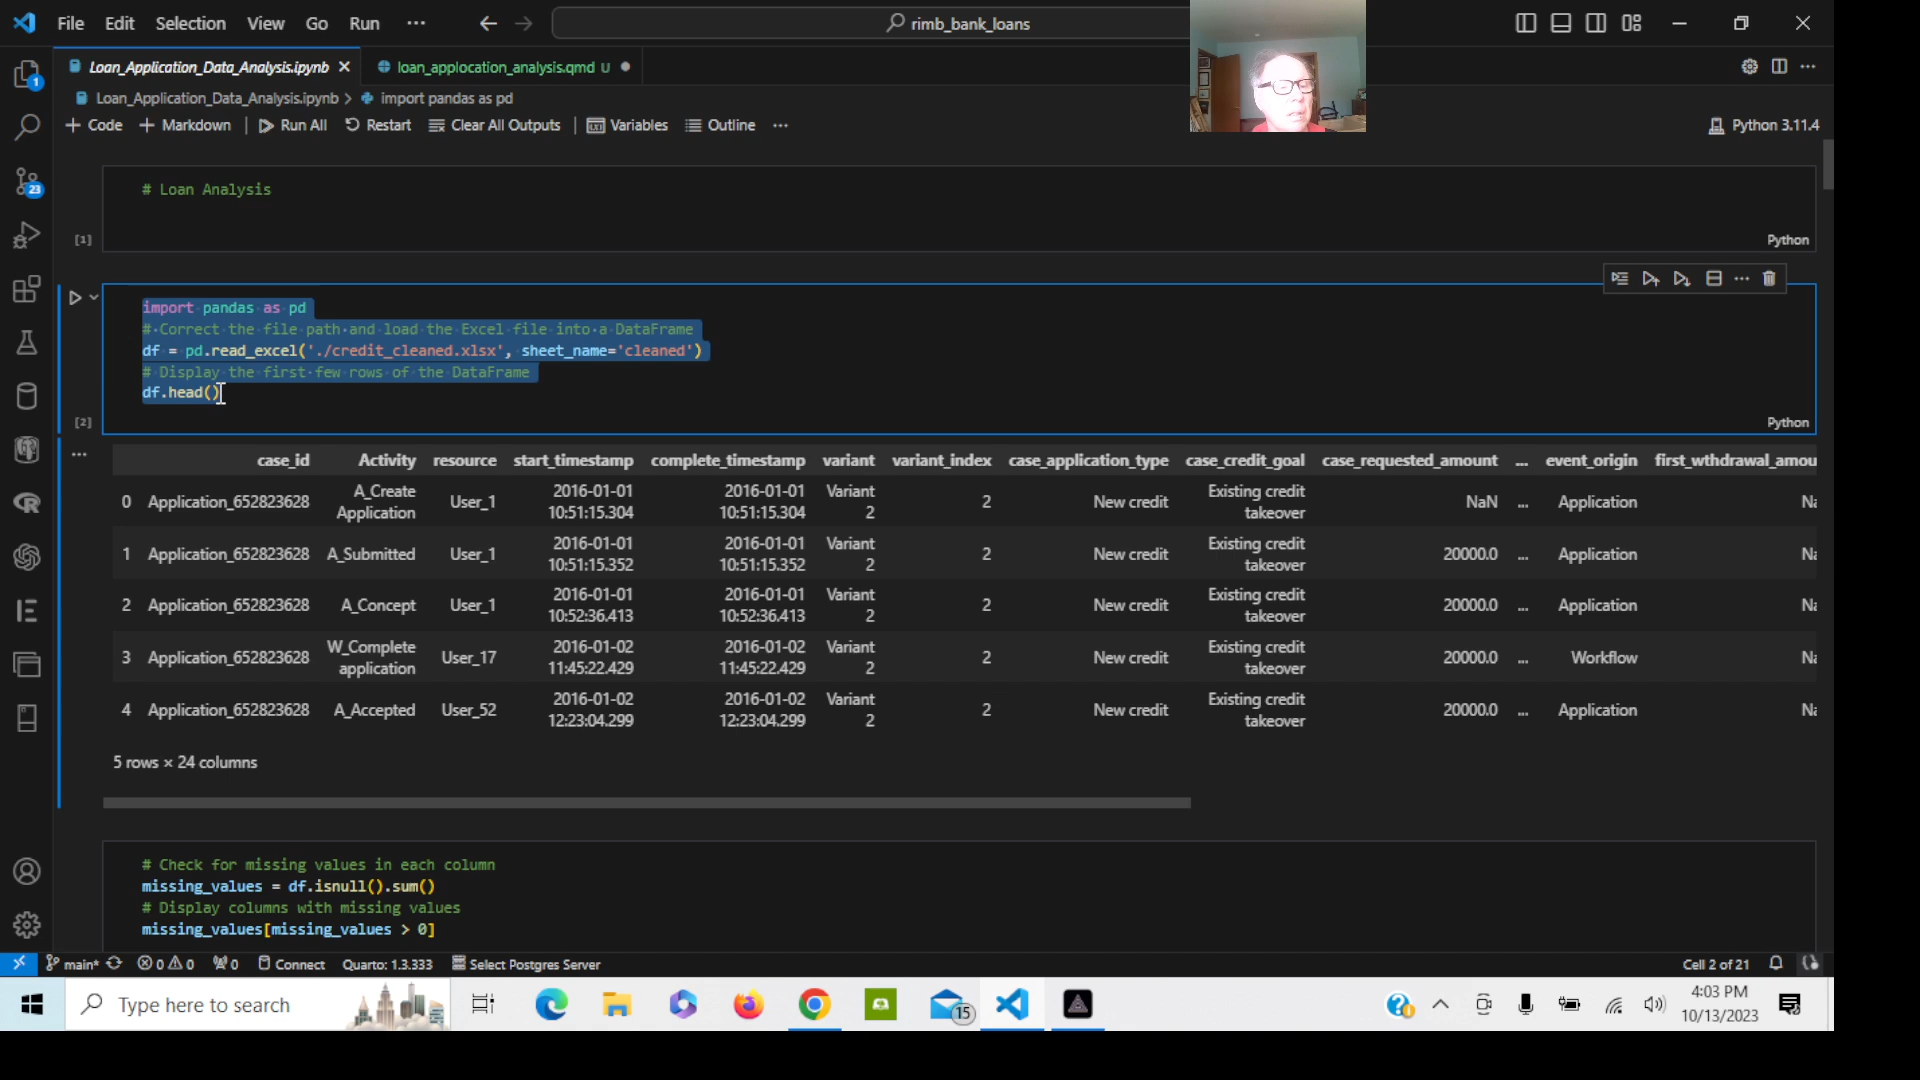 File Edit Selection View Go Run ...
rimb_bank_loans
Loan_Application_Data_Analysis.ipynb
loan_applocation_analysis.qmd U
Loan_Application_Data_Analysis.ipynb > import pandas as pd
+ Code + Markdown Run All Restart Clear All Outputs Variables Outline ... Python 3.11.4
# Loan Analysis
[1]
Python
import pandas as pd
# Correct the file path and load the Excel file into a DataFrame
df = pd.read_excel('./credit_cleaned.xlsx', sheet_name='cleaned')
# Display the first few rows of the DataFrame
df.head()
[2]
Python
case_id Activity resource start_timestamp complete_timestamp variant variant_index case_application_type case_credit_goal case_requested_amount ... event_origin first_wthdrawal_amou
0 Application_652823628 A_Create Application User_1 2016-01-01 10:51:15.304 2016-01-01 10:51:15.304 Variant 2 2 New credit Existing credit takeover NaN ... Application Na
1 Application_652823628 A_Submitted User_1 2016-01-01 10:51:15.352 2016-01-01 10:51:15.352 Variant 2 2 New credit Existing credit takeover 20000.0 ... Application Na
2 Application_652823628 A_Concept User_1 2016-01-01 10:52:36.413 2016-01-01 10:52:36.413 Variant 2 2 New credit Existing credit takeover 20000.0 ... Application Na
3 Application_652823628 W_Complete application User_17 2016-01-02 11:45:22.429 2016-01-02 11:45:22.429 Variant 2 2 New credit Existing credit takeover 20000.0 ... Workflow Na
4 Application_652823628 A_Accepted User_52 2016-01-02 12:23:04.299 2016-01-02 12:23:04.299 Variant 2 2 New credit Existing credit takeover 20000.0 ... Application Na
5 rows × 24 columns
# Check for missing values in each column
missing_values = df.isnull().sum()
# Display columns with missing values
missing_values[missing_values > 0]
1
23
main* 0 0 0 Connect Quarto: 1.3.333 Select Postgres Server Cell 2 of 21
Type here to search
15
4:03 PM
10/13/2023